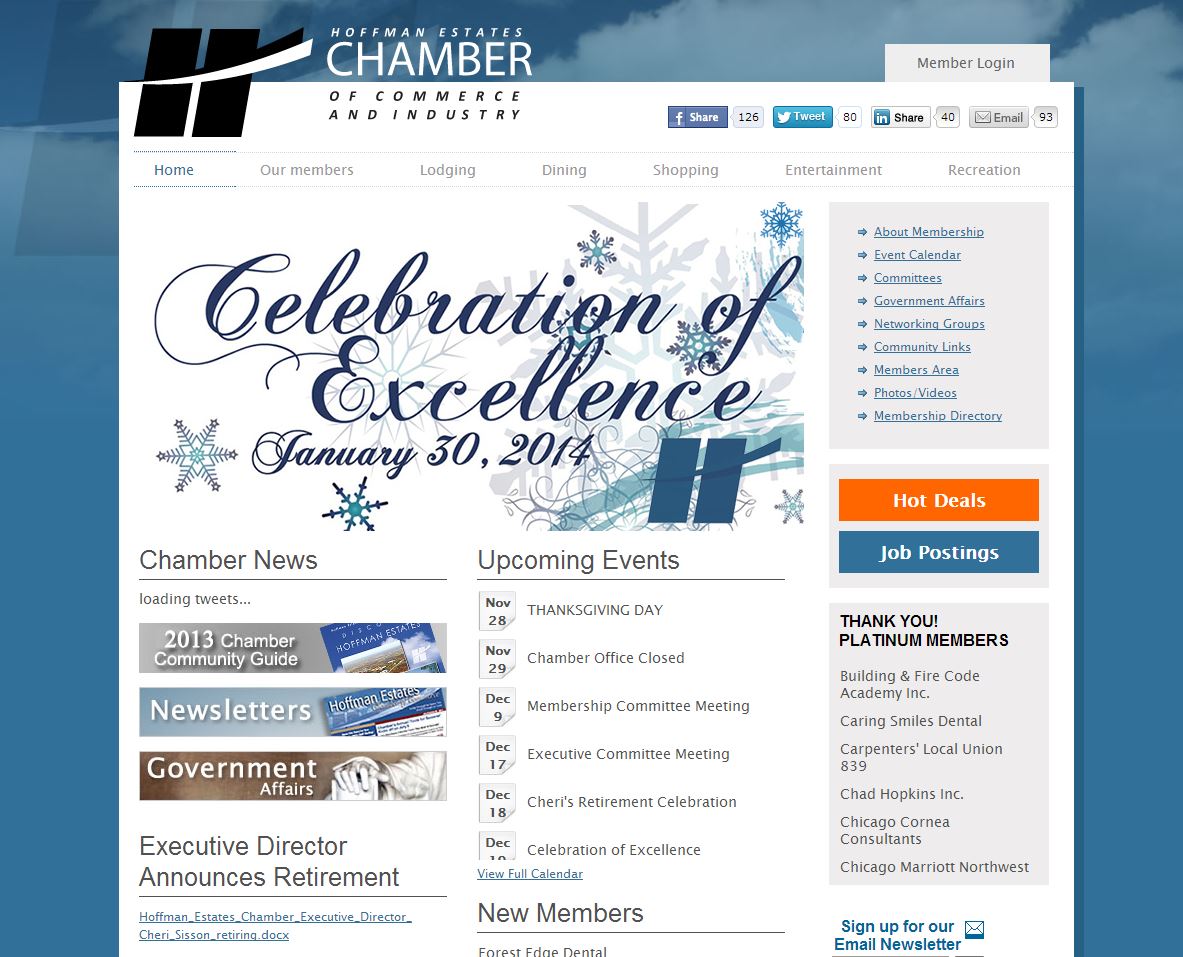 HOFFMAN ESTATES
CHAMBER
OF COMMERCE
AND INDUSTRY
Member Login
Share 126
Tweet 80
Share 40
Email 93
Home
Our members
Lodging
Dining
Shopping
Entertainment
Recreation
Celebration of
Excellence
January 30, 2014
About Membership
Event Calendar
Committees
Government Affairs
Networking Groups
Community Links
Members Area
Photos/Videos
Membership Directory
Hot Deals
Job Postings
THANK YOU!
PLATINUM MEMBERS
Building & Fire Code
Academy Inc.
Caring Smiles Dental
Carpenters' Local Union
839
Chad Hopkins Inc.
Chicago Cornea
Consultants
Chicago Marriott Northwest
Sign up for our
Email Newsletter
Chamber News
loading tweets...
2013 Chamber
Community Guide
HOFFMAN ESTATES
Newsletters
Hoffman Estates
Government
Affairs
Executive Director
Announces Retirement
Hoffman_Estates_Chamber_Executive_Director_
Cheri_Sisson_retiring.docx
Upcoming Events
Nov
28
THANKSGIVING DAY
Nov
29
Chamber Office Closed
Dec
9
Membership Committee Meeting
Dec
17
Executive Committee Meeting
Dec
18
Cheri's Retirement Celebration
Dec
Celebration of Excellence
View Full Calendar
New Members
Forest Edge Dental